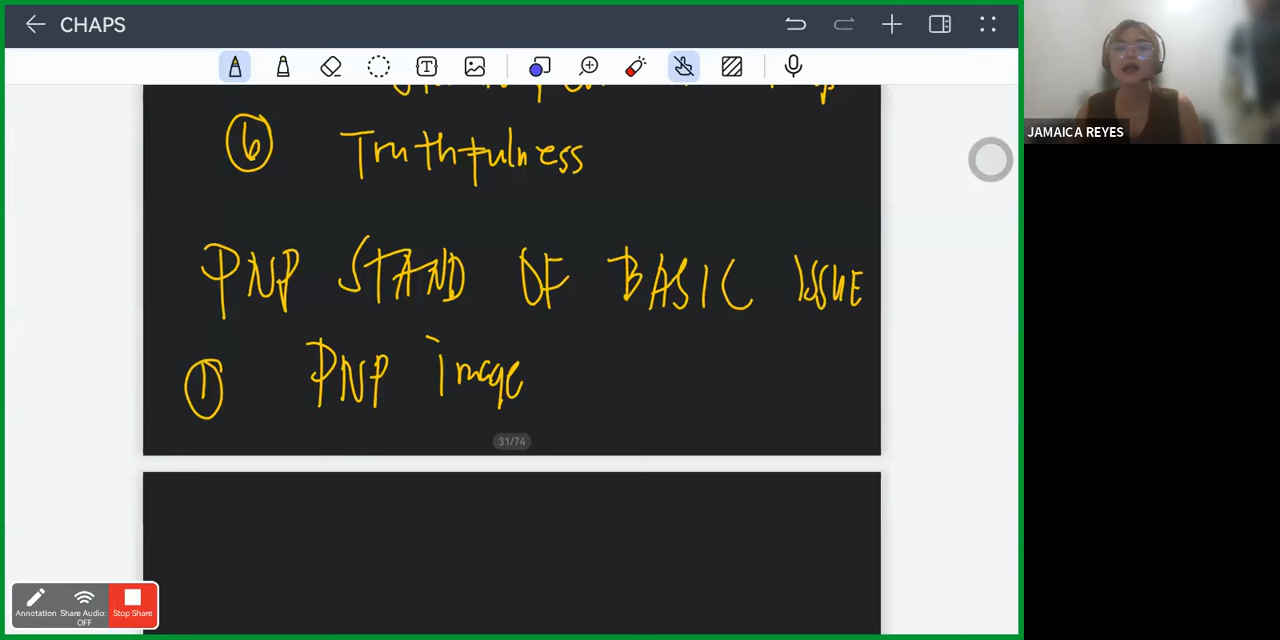 CHAPS
JAMAICA REYES
6 Truthfulness
PNP STAND OF BASIC ISSUE
1 PNP image
31/74
Annotation
Share Audio: OFF
Stop Share